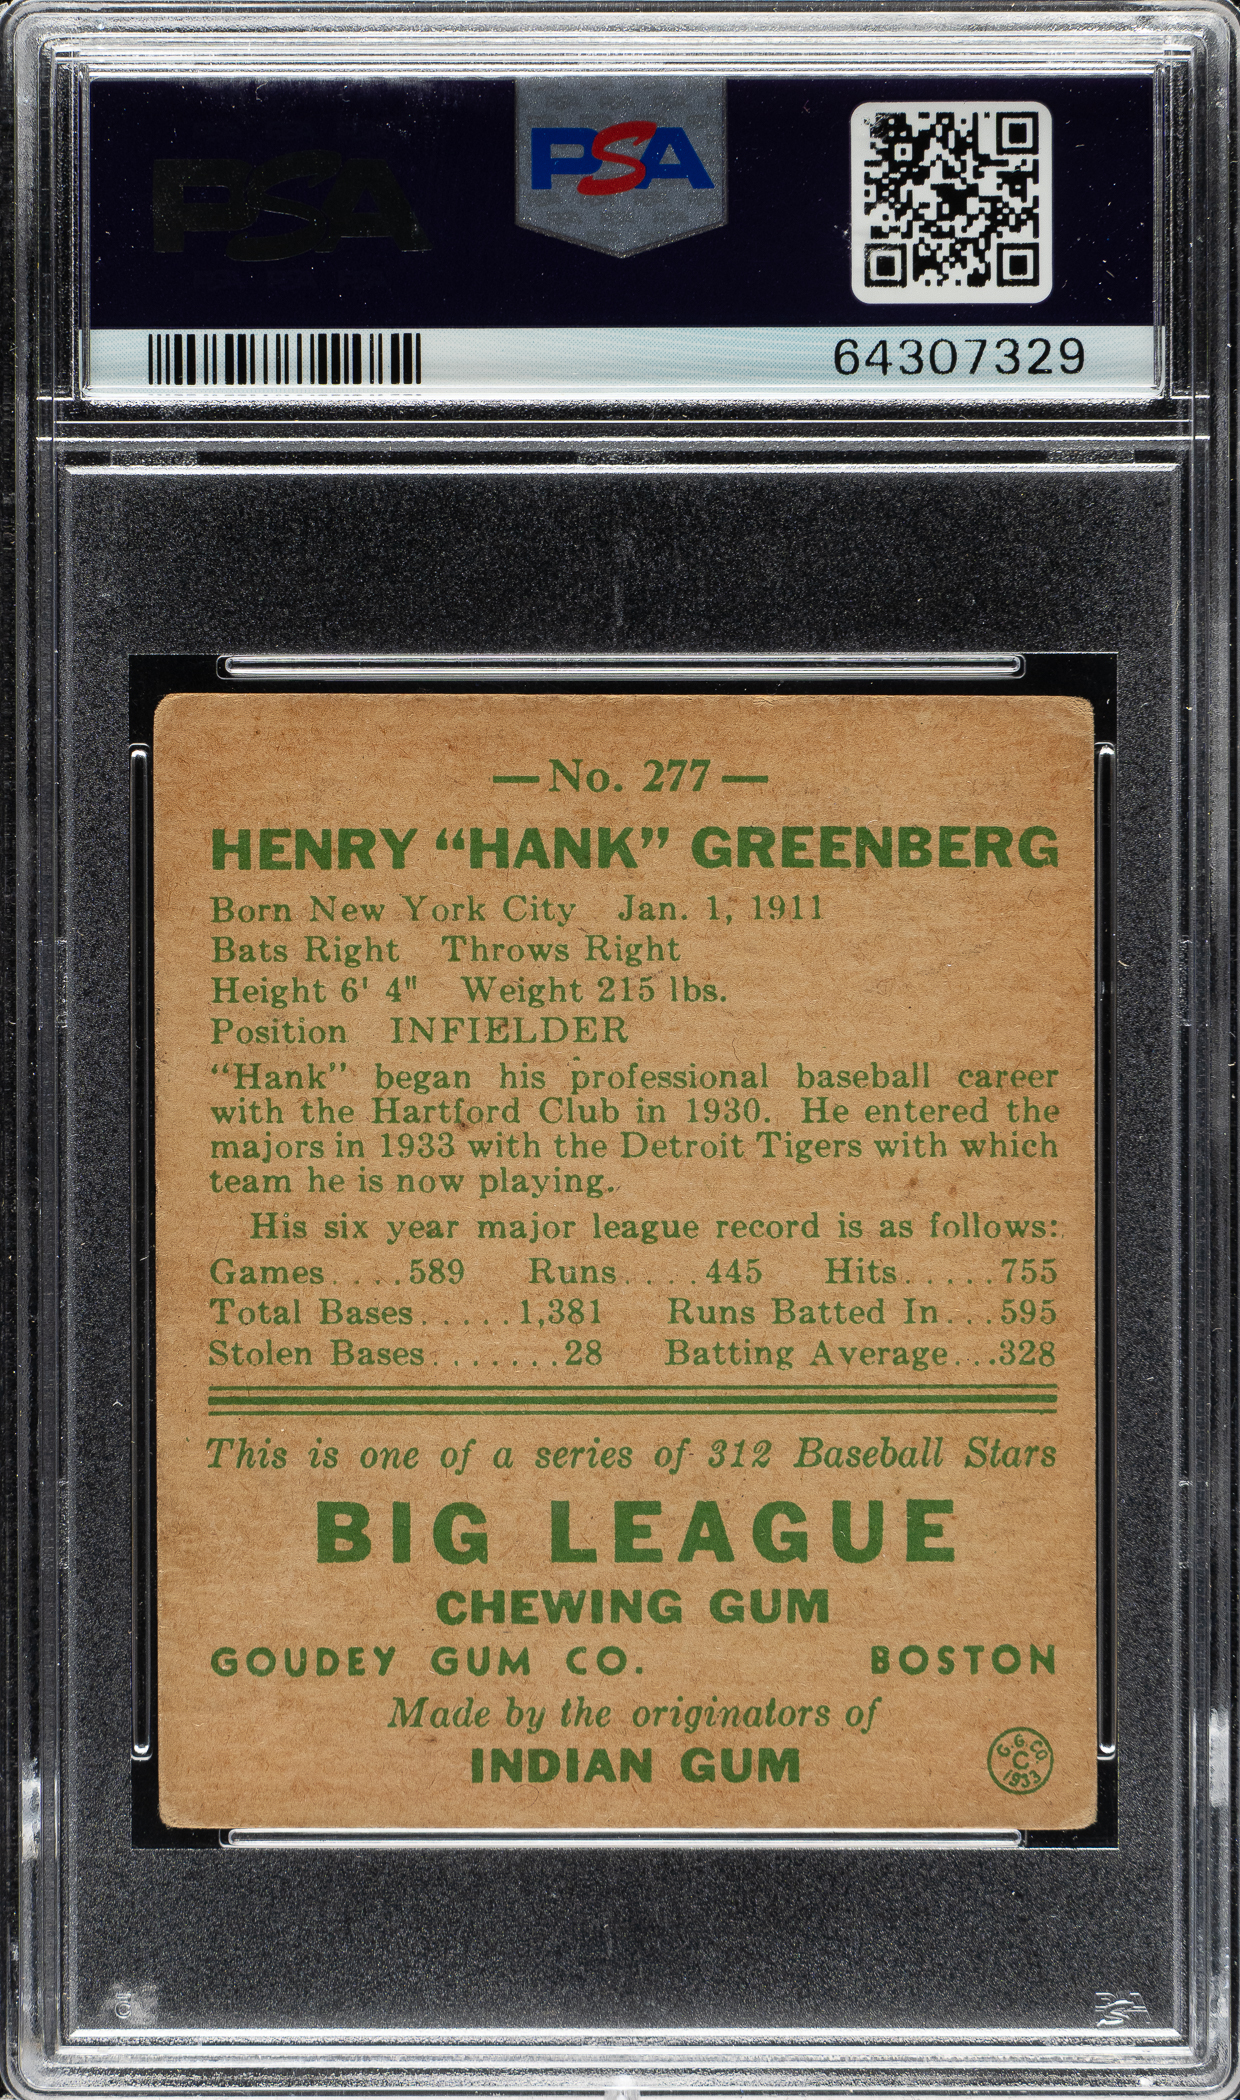 PSA
PSA
64307329
—No. 277—
HENRY “HANK” GREENBERG
Born New York City Jan. 1, 1911
Bats Right Throws Right
Height 6' 4" Weight 215 lbs.
Position INFIELDER
“Hank” began his professional baseball career
with the Hartford Club in 1930. He entered the
majors in 1933 with the Detroit Tigers with which
team he is now playing.
His six year major league record is as follows:
Games....589 Runs....445 Hits.....755
Total Bases.....1,381 Runs Batted In...595
Stolen Bases.......28 Batting Average...328
This is one of a series of 312 Baseball Stars
BIG LEAGUE
CHEWING GUM
GOUDEY GUM CO. BOSTON
Made by the originators of
INDIAN GUM
G.G.CO.
C
1933
PSA